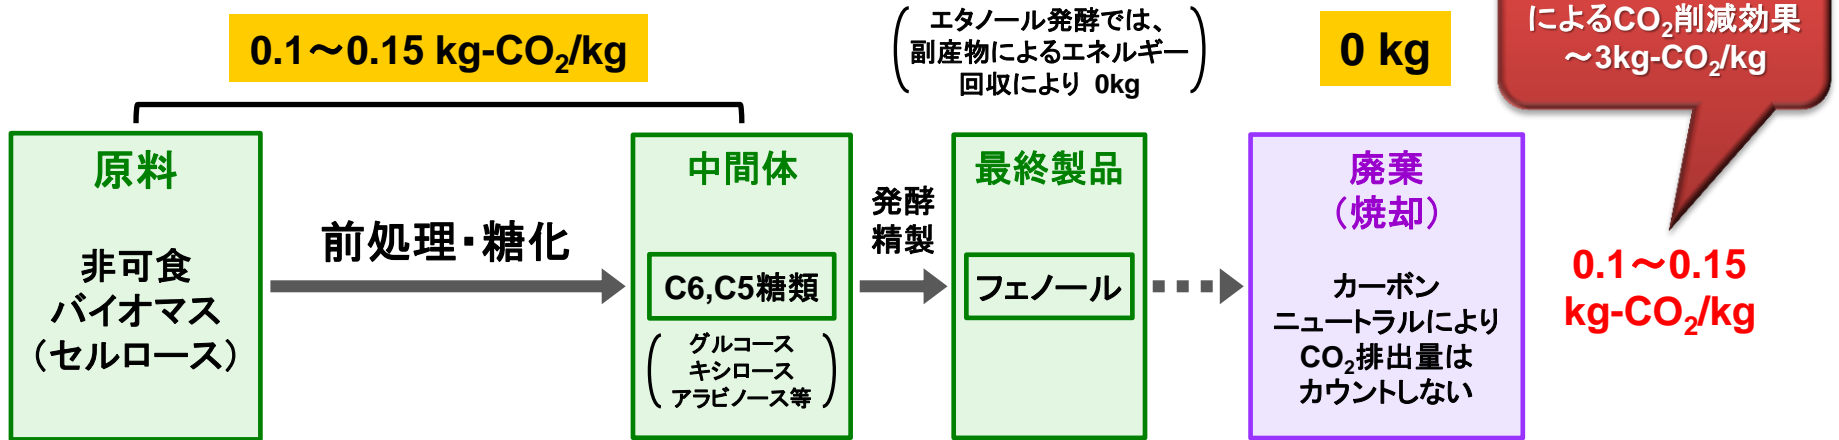 0.1～0.15 kg-CO₂/kg
エタノール発酵では、
副産物によるエネルギー
回収により 0kg
0 kg
によるCO₂削減効果
～3kg-CO₂/kg
原料
非可食
バイオマス
（セルロース）
前処理・糖化
中間体
C6,C5糖類
グルコース
キシロース
アラビノース等
発酵
精製
最終製品
フェノール
廃棄
（焼却）
カーボン
ニュートラルにより
CO₂排出量は
カウントしない
0.1～0.15
kg-CO₂/kg